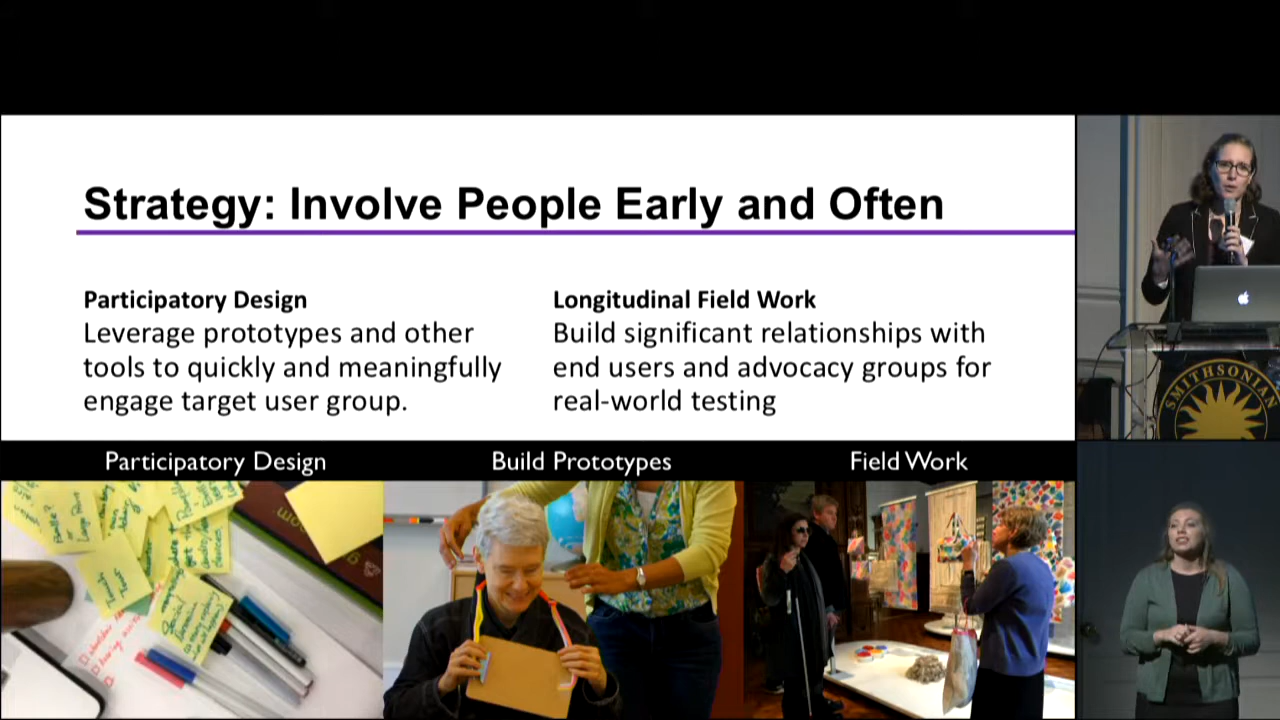 Strategy: Involve People Early and Often
Participatory Design
Leverage prototypes and other
tools to quickly and meaningfully
engage target user group.
Longitudinal Field Work
Build significant relationships with
end users and advocacy groups for
real-world testing
Participatory Design
Build Prototypes
Field Work
SMITHSONIAN